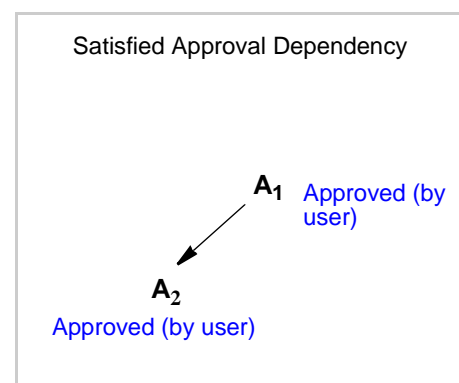 Satisfied Approval Dependency
A₁ Approved (by
user)
A₂
Approved (by user)